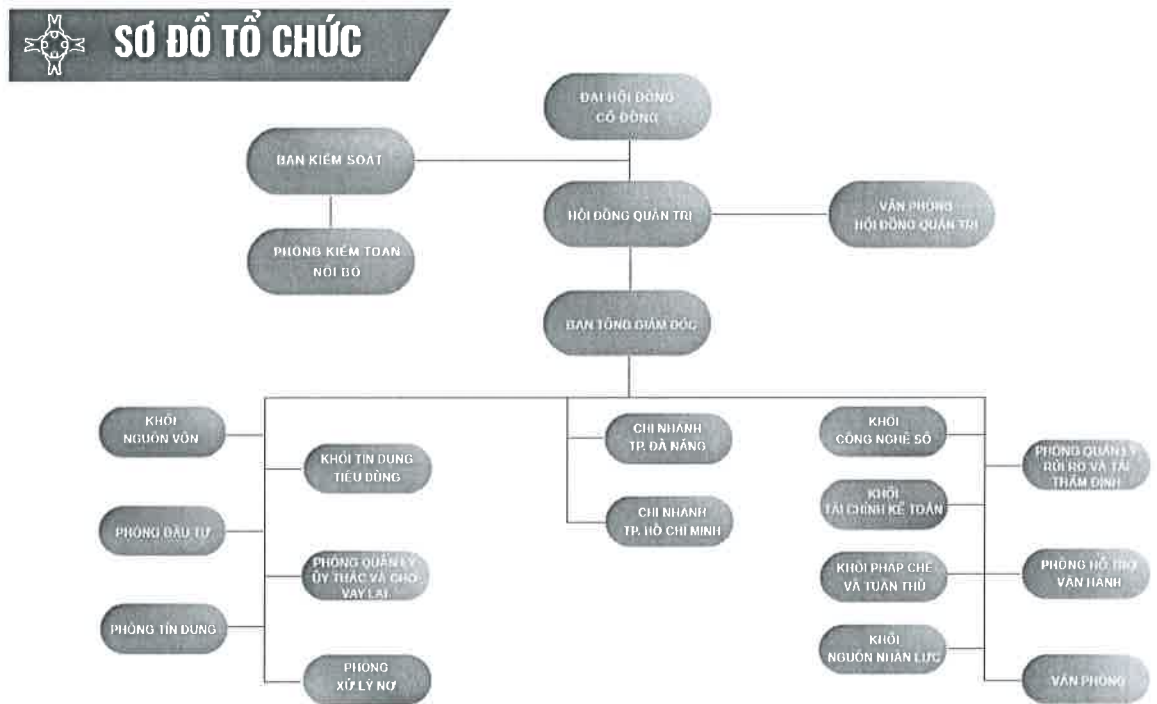 SƠ ĐỒ TỔ CHỨC
ĐẠI HỘI ĐỒNG
CỔ ĐÔNG
BAN KIỂM SOÁT
HỘI ĐỒNG QUẢN TRỊ
VĂN PHÒNG
HỘI ĐỒNG QUẢN TRỊ
PHÒNG KIỂM TOÁN
NỘI BỘ
BAN TỔNG GIÁM ĐỐC
KHỐI
NGUỒN VỐN
KHỐI TÍN DỤNG
TIÊU DÙNG
PHÒNG ĐẦU TƯ
PHÒNG QUẢN LÝ
ỦY THÁC VÀ CHO
VAY LẠI
PHÒNG TÍN DỤNG
PHÒNG
XỬ LÝ NỢ
CHI NHÁNH
TP. ĐÀ NẴNG
CHI NHÁNH
TP. HỒ CHÍ MINH
KHỐI
CÔNG NGHỆ SỐ
PHÒNG QUẢN LÝ
RỦI RO VÀ TÁI
THẨM ĐỊNH
KHỐI
TÀI CHÍNH KẾ TOÁN
KHỐI PHÁP CHẾ
VÀ TUÂN THỦ
PHÒNG HỖ TRỢ
VẬN HÀNH
KHỐI
NGUỒN NHÂN LỰC
VĂN PHÒNG